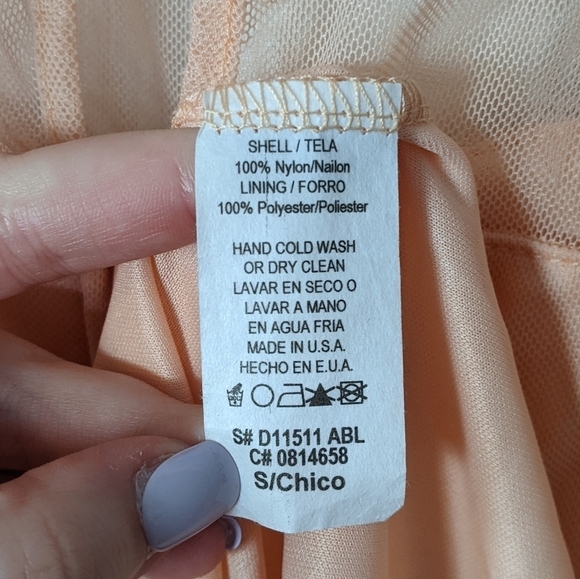 SHELL / TELA
100% Nylon/Nailon
LINING / FORRO
100% Polyester/Poliester
HAND COLD WASH
OR DRY CLEAN
LAVAR EN SECO O
LAVAR A MANO
EN AGUA FRIA
MADE IN U.S.A.
HECHO EN E.U.A.
S# D11511 ABL
C# 0814658
S/Chico